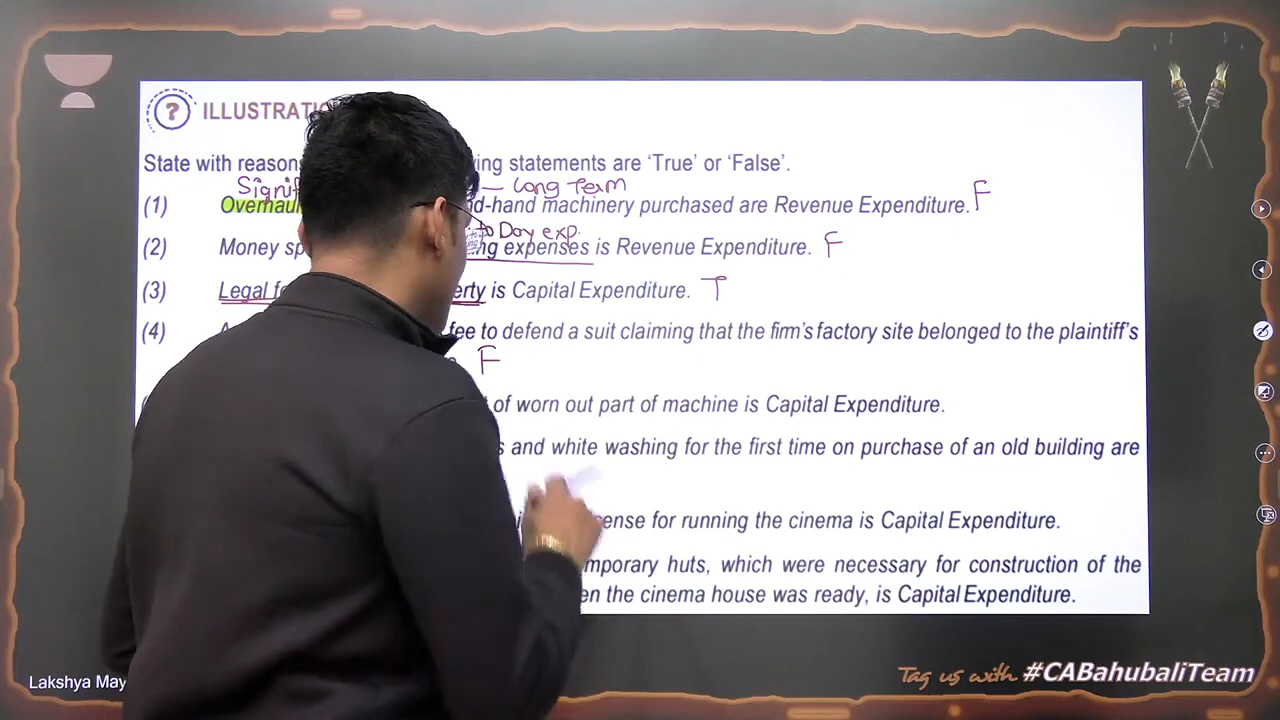 ILLUSTRATI
State with reasons ing statements are ‘True’ or ‘False’.
Signif — Long Term
(1) Overhaul nd-hand machinery purchased are Revenue Expenditure. F
to Day exp.
(2) Money sp ng expenses is Revenue Expenditure. F
(3) Legal fe erty is Capital Expenditure. T
(4) fee to defend a suit claiming that the firm's factory site belonged to the plaintiff's
F
of worn out part of machine is Capital Expenditure.
s and white washing for the first time on purchase of an old building are
ense for running the cinema is Capital Expenditure.
mporary huts, which were necessary for construction of the
en the cinema house was ready, is Capital Expenditure.
Lakshya May
Tag us with #CABahubaliTeam